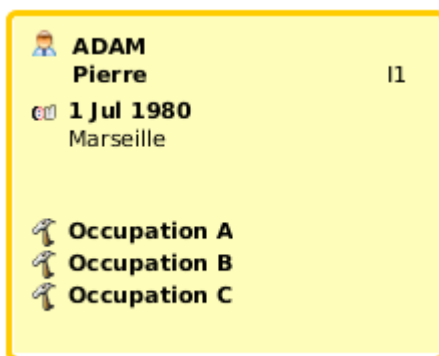 ADAM
Pierre I1
1 Jul 1980
Marseille
Occupation A
Occupation B
Occupation C